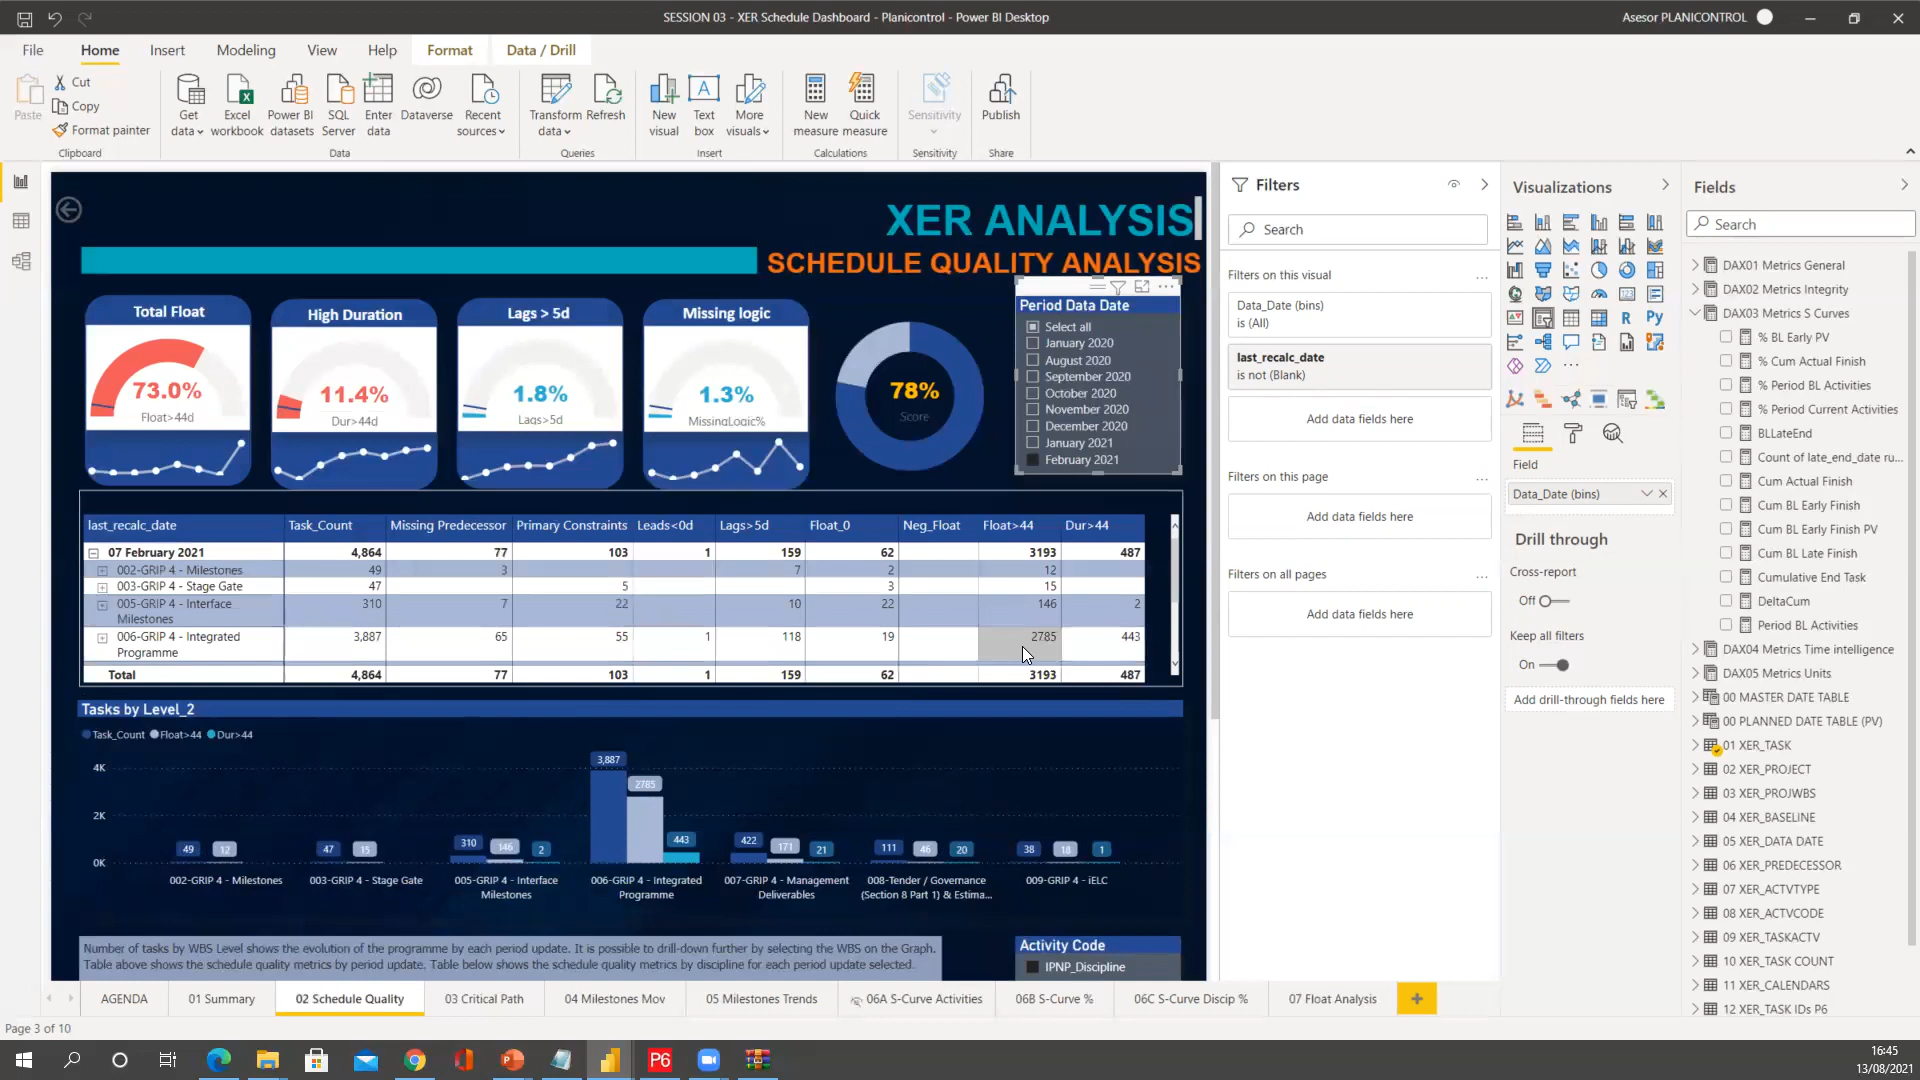 SESSION 03 - XER Schedule Dashboard - Planicontrol - Power BI Desktop
Asesor PLANICONTROL
File Home Insert Modeling View Help Format Data / Drill
Paste
Cut
Copy
Format painter
Get data
Excel workbook
Power BI datasets
SQL Server
Enter data
Dataverse
Recent sources
Transform data
Refresh
New visual
Text box
More visuals
New measure
Quick measure
Sensitivity
Publish
Clipboard Data Queries Insert Calculations Sensitivity Share
XER ANALYSIS
SCHEDULE QUALITY ANALYSIS
Total Float
73.0%
Float>44d
High Duration
11.4%
Dur>44d
Lags > 5d
1.8%
Lags>5d
Missing logic
1.3%
MissingLogic%
78%
Score
Period Data Date
Select all
January 2020
August 2020
September 2020
October 2020
November 2020
December 2020
January 2021
February 2021
last_recalc_date Task_Count Missing Predecessor Primary Constraints Leads<0d Lags>5d Float_0 Neg_Float Float>44 Dur>44
07 February 2021 4,864 77 103 1 159 62 3193 487
002-GRIP 4 - Milestones 49 3 7 2 12
003-GRIP 4 - Stage Gate 47 5 3 15
005-GRIP 4 - Interface Milestones 310 7 22 10 22 146 2
006-GRIP 4 - Integrated Programme 3,887 65 55 1 118 19 2785 443
Total 4,864 77 103 1 159 62 3193 487
Tasks by Level_2
Task_Count Float>44 Dur>44
4K
2K
0K
49 12
47 15
310 146 2
3,887 2785 443
422 171 21
111 46 20
38 18 1
002-GRIP 4 - Milestones
003-GRIP 4 - Stage Gate
005-GRIP 4 - Interface Milestones
006-GRIP 4 - Integrated Programme
007-GRIP 4 - Management Deliverables
008-Tender / Governance (Section 8 Part 1) & Estima...
009-GRIP 4 - iELC
Number of tasks by WBS Level shows the evolution of the programme by each period update. It is possible to drill-down further by selecting the WBS on the Graph.
Table above shows the schedule quality metrics by period update. Table below shows the schedule quality metrics by discipline for each period update selected.
Activity Code
IPNP_Discipline
Filters
Search
Filters on this visual ...
Data_Date (bins)
is (All)
last_recalc_date
is not (Blank)
Add data fields here
Filters on this page ...
Add data fields here
Filters on all pages ...
Add data fields here
Visualizations
R Py
...
Field
Data_Date (bins)
Drill through
Cross-report
Off
Keep all filters
On
Add drill-through fields here
Fields
Search
DAX01 Metrics General
DAX02 Metrics Integrity
DAX03 Metrics S Curves
% BL Early PV
% Cum Actual Finish
% Period BL Activities
% Period Current Activities
BLLateEnd
Count of late_end_date ru...
Cum Actual Finish
Cum BL Early Finish
Cum BL Early Finish PV
Cum BL Late Finish
Cumulative End Task
DeltaCum
Period BL Activities
DAX04 Metrics Time intelligence
DAX05 Metrics Units
00 MASTER DATE TABLE
00 PLANNED DATE TABLE (PV)
01 XER_TASK
02 XER_PROJECT
03 XER_PROJWBS
04 XER_BASELINE
05 XER_DATA DATE
06 XER_PREDECESSOR
07 XER_ACTVTYPE
08 XER_ACTVCODE
09 XER_TASKACTV
10 XER_TASK COUNT
11 XER_CALENDARS
12 XER_TASK IDs P6
AGENDA 01 Summary 02 Schedule Quality 03 Critical Path 04 Milestones Mov 05 Milestones Trends 06A S-Curve Activities 06B S-Curve % 06C S-Curve Discip % 07 Float Analysis +
Page 3 of 10
P6
16:45
13/08/2021